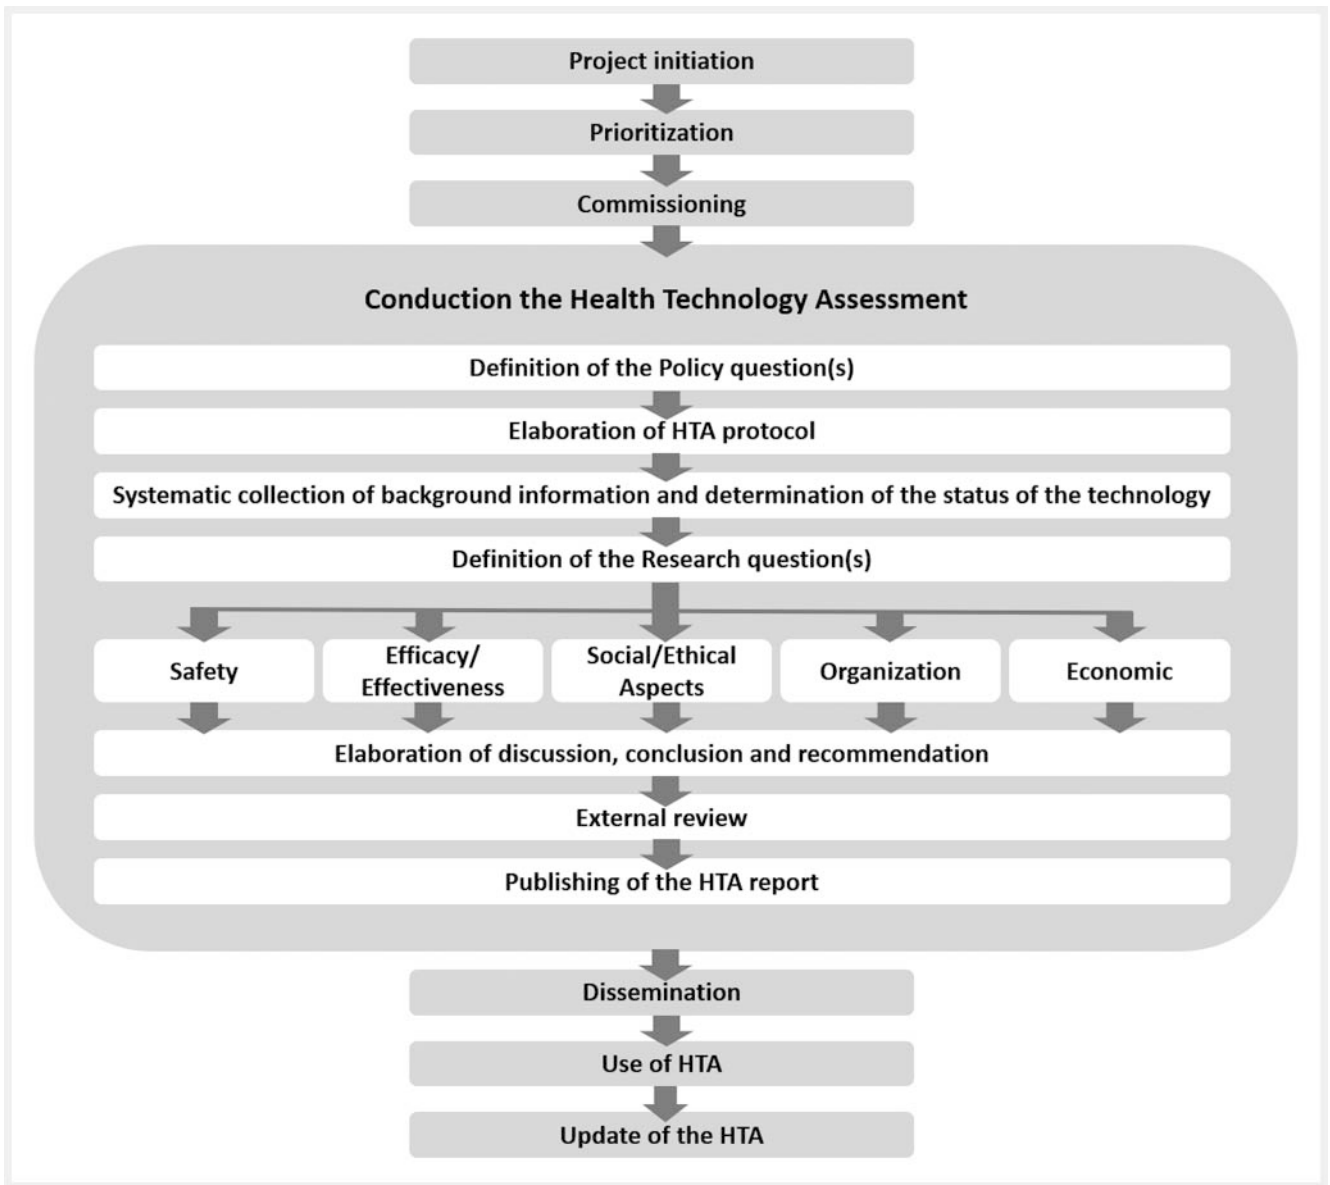 Project initiation
Prioritization
Commissioning
Conduction the Health Technology Assessment
Definition of the Policy question(s)
Elaboration of HTA protocol
Systematic collection of background information and determination of the status of the technology
Definition of the Research question(s)
Safety
Efficacy/
Effectiveness
Social/Ethical
Aspects
Organization
Economic
Elaboration of discussion, conclusion and recommendation
External review
Publishing of the HTA report
Dissemination
Use of HTA
Update of the HTA